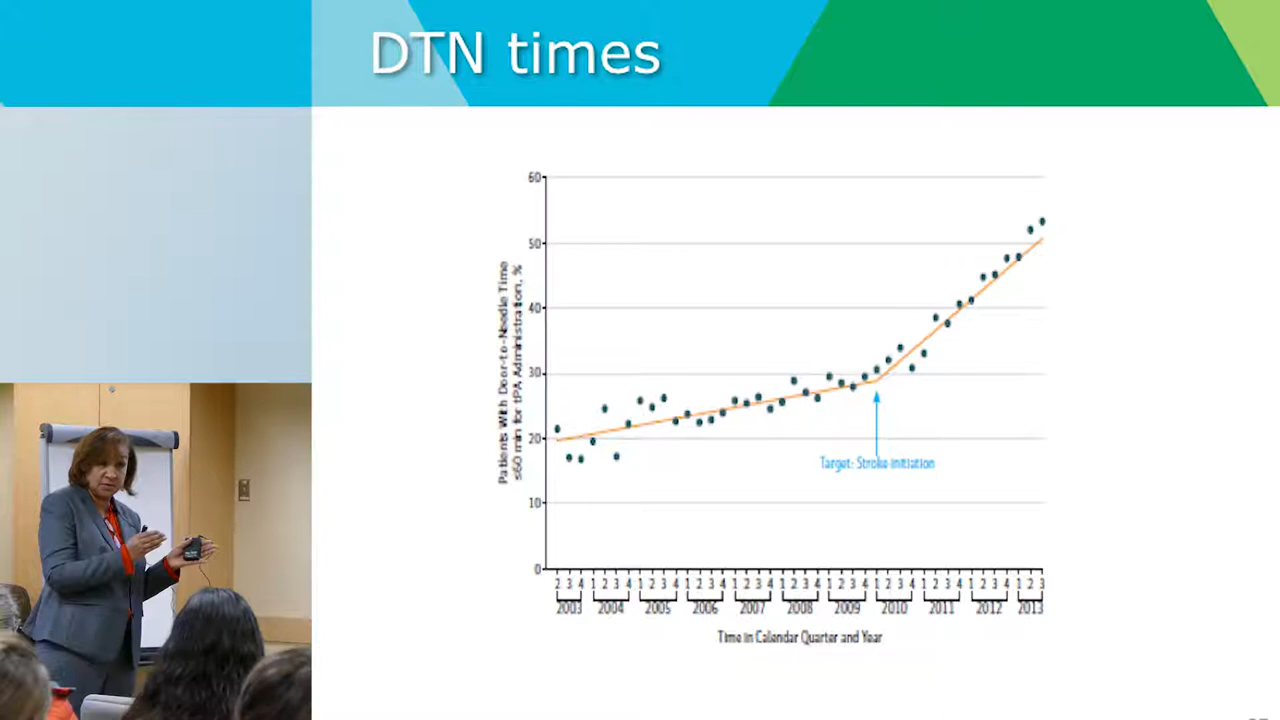 DTN times
60
50
40
30
20
10
0
Patients With Door-to-Needle Time
≤60 min for tPA Administration, %
Target: Stroke initiation
2 3 4 1 2 3 4 1 2 3 4 1 2 3 4 1 2 3 4 1 2 3 4 1 2 3 4 1 2 3 4 1 2 3 4 1 2 3 4 1 2 3
2003 2004 2005 2006 2007 2008 2009 2010 2011 2012 2013
Time in Calendar Quarter and Year